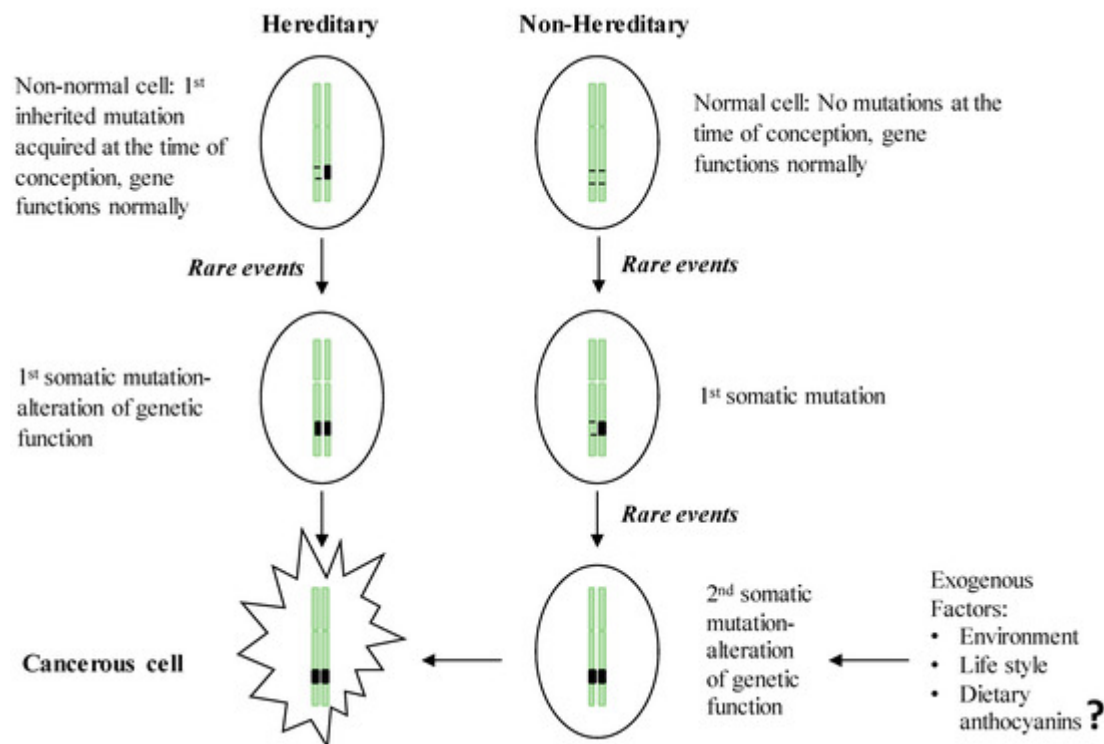 Hereditary
Non-Hereditary
Non-normal cell: 1st
inherited mutation
acquired at the time of
conception, gene
functions normally
Normal cell: No mutations at the
time of conception, gene
functions normally
Rare events
Rare events
1st somatic mutation-
alteration of genetic
function
1st somatic mutation
Rare events
Cancerous cell
2nd somatic
mutation-
alteration
of genetic
function
Exogenous
Factors:
• Environment
• Life style
• Dietary
anthocyanins ?